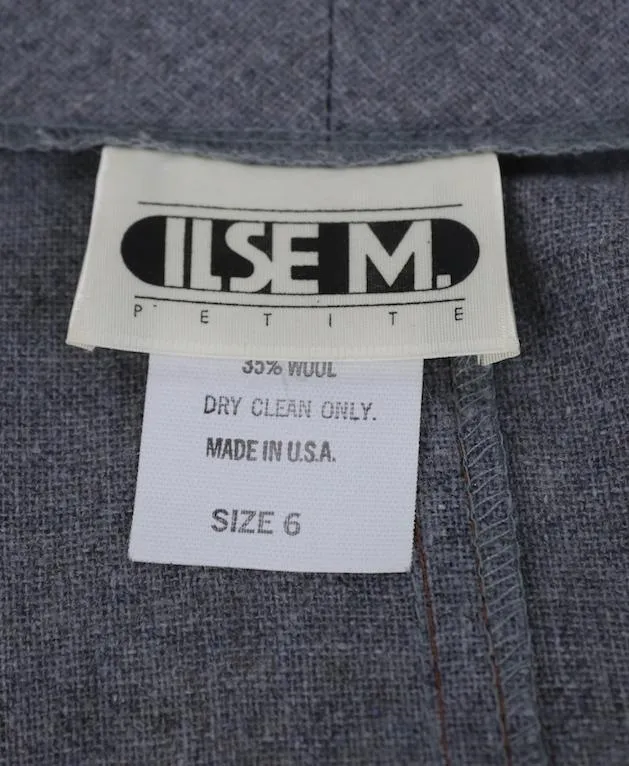 ILSE M.
PETITE
35% WOOL
DRY CLEAN ONLY.
MADE IN U.S.A.
SIZE 6